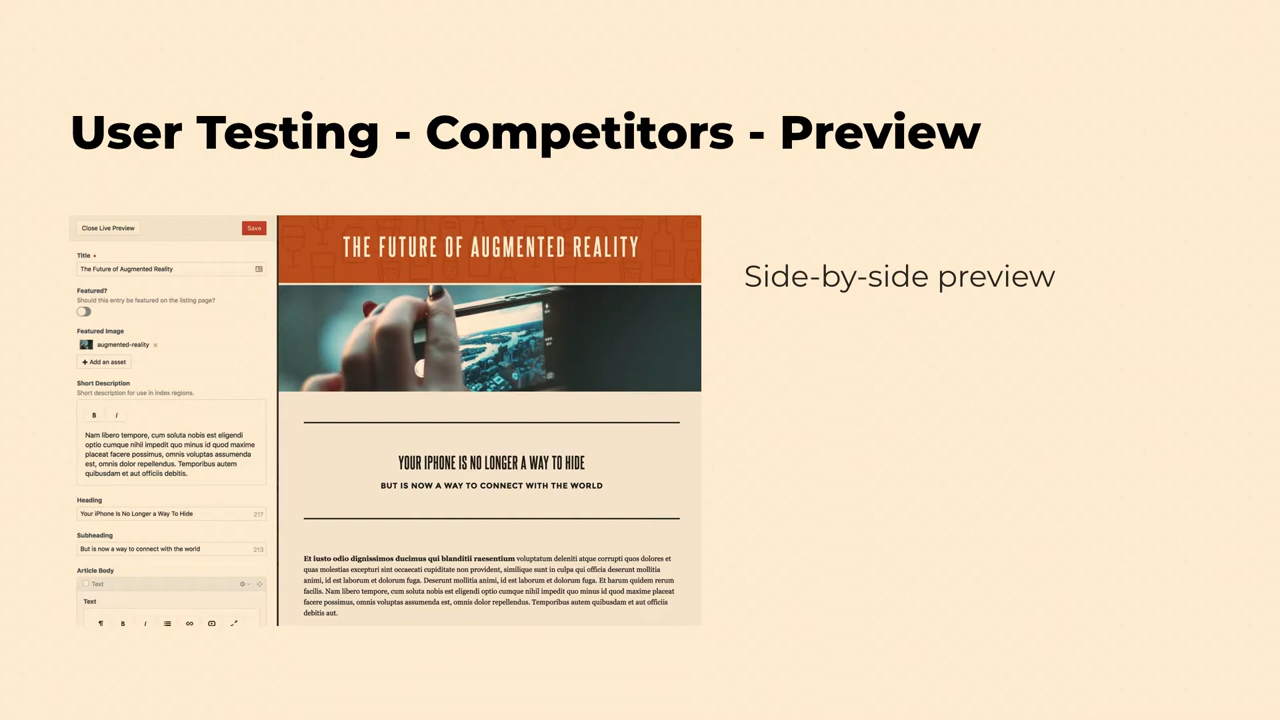 User Testing - Competitors - Preview
Close Live Preview
Save
Title
The Future of Augmented Reality
Featured?
Should this entry be featured on the listing page?
Featured Image
augmented-reality
Add an asset
Short Description
Short description for use in index regions.
B I
Nam libero tempore, cum soluta nobis est eligendi
optio cumque nihil impedit quo minus id quod maxime
placeat facere possimus, omnis voluptas assumenda
est, omnis dolor repellendus. Temporibus autem
quibusdam et aut officiis debitis.
Heading
Your iPhone Is No Longer a Way To Hide 217
Subheading
But is now a way to connect with the world 213
Article Body
Text
Text
¶ B I
THE FUTURE OF AUGMENTED REALITY
YOUR IPHONE IS NO LONGER A WAY TO HIDE
BUT IS NOW A WAY TO CONNECT WITH THE WORLD
Et iusto odio dignissimos ducimus qui blanditii raesentium voluptatum deleniti atque corrupti quos dolores et
quas molestias excepturi sint occaecati cupiditate non provident, similique sunt in culpa qui officia deserunt mollitia
animi, id est laborum et dolorum fuga. Deserunt mollitia animi, id est laborum et dolorum fuga. Et harum quidem rerum
facilis. Nam libero tempore, cum soluta nobis est eligendi optio cumque nihil impedit quo minus id quod maxime placeat
facere possimus, omnis voluptas assumenda est, omnis dolor repellendus. Temporibus autem quibusdam et aut officiis
debitis aut.
Side-by-side preview